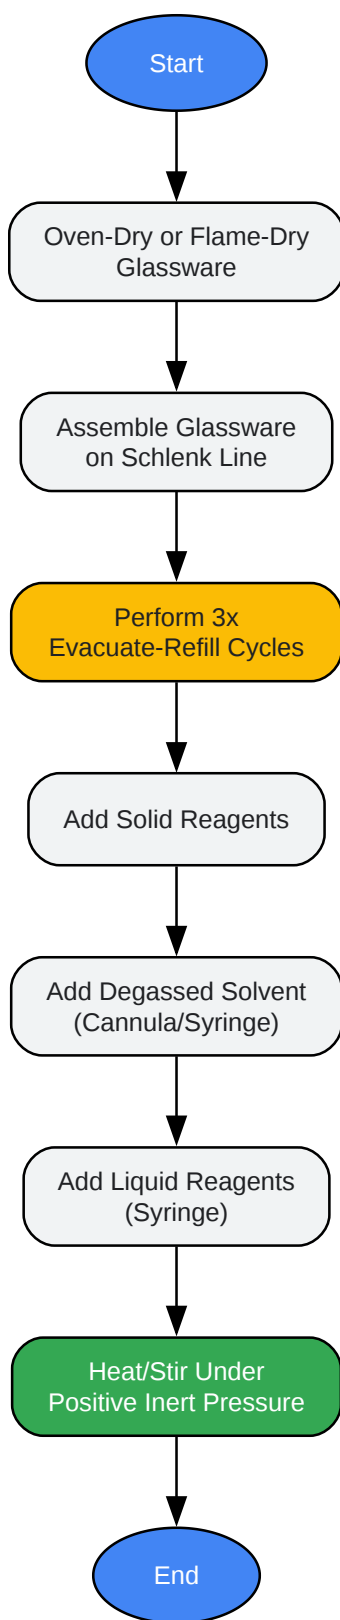 Start
Oven-Dry or Flame-Dry
Glassware
Assemble Glassware
on Schlenk Line
Perform 3x
Evacuate-Refill Cycles
Add Solid Reagents
Add Degassed Solvent
(Cannula/Syringe)
Add Liquid Reagents
(Syringe)
Heat/Stir Under
Positive Inert Pressure
End